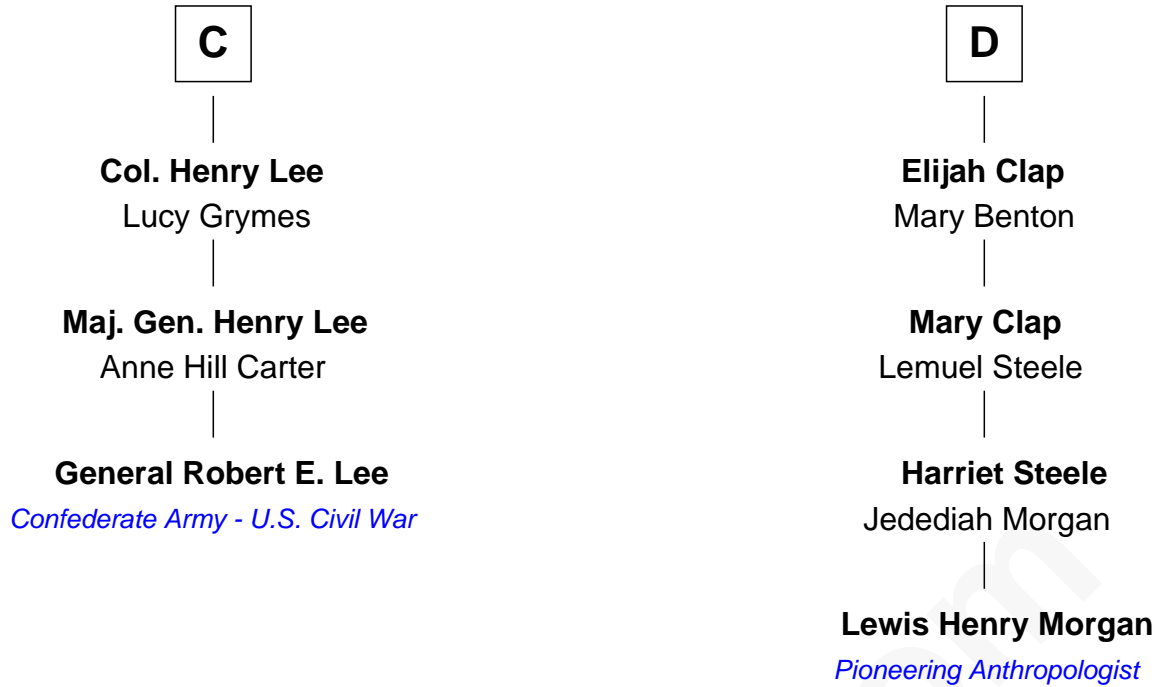 C
Col. Henry Lee
Lucy Grymes
Maj. Gen. Henry Lee
Anne Hill Carter
General Robert E. Lee
Confederate Army - U.S. Civil War
D
Elijah Clap
Mary Benton
Mary Clap
Lemuel Steele
Harriet Steele
Jedediah Morgan
Lewis Henry Morgan
Pioneering Anthropologist